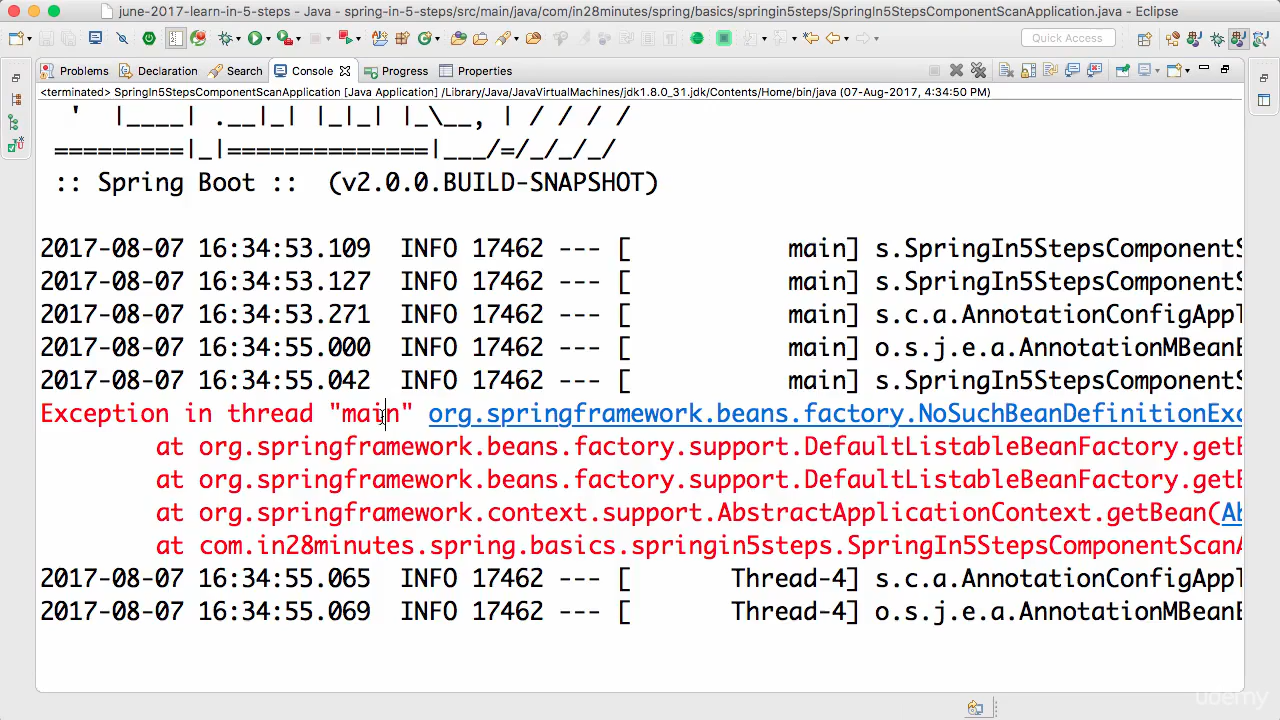 june-2017-learn-in-5-steps - Java - spring-in-5-steps/src/main/java/com/in28minutes/spring/basics/springin5steps/SpringIn5StepsComponentScanApplication.java - Eclipse
Quick Access
Problems Declaration Search Console Progress Properties
<terminated> SpringIn5StepsComponentScanApplication [Java Application] /Library/Java/JavaVirtualMachines/jdk1.8.0_31.jdk/Contents/Home/bin/java (07-Aug-2017, 4:34:50 PM)
' |____| .__|_| |_|_| |_\__, | / / / /
=========|_|==============|___/=/_/_/_/
:: Spring Boot :: (v2.0.0.BUILD-SNAPSHOT)
2017-08-07 16:34:53.109 INFO 17462 --- [ main] s.SpringIn5StepsComponentS
2017-08-07 16:34:53.127 INFO 17462 --- [ main] s.SpringIn5StepsComponentS
2017-08-07 16:34:53.271 INFO 17462 --- [ main] s.c.a.AnnotationConfigAppl
2017-08-07 16:34:55.000 INFO 17462 --- [ main] o.s.j.e.a.AnnotationMBeanE
2017-08-07 16:34:55.042 INFO 17462 --- [ main] s.SpringIn5StepsComponentS
Exception in thread "main" org.springframework.beans.factory.NoSuchBeanDefinitionExc
at org.springframework.beans.factory.support.DefaultListableBeanFactory.getB
at org.springframework.beans.factory.support.DefaultListableBeanFactory.getB
at org.springframework.context.support.AbstractApplicationContext.getBean(Ab
at com.in28minutes.spring.basics.springin5steps.SpringIn5StepsComponentScanA
2017-08-07 16:34:55.065 INFO 17462 --- [ Thread-4] s.c.a.AnnotationConfigAppl
2017-08-07 16:34:55.069 INFO 17462 --- [ Thread-4] o.s.j.e.a.AnnotationMBeanE
udemy